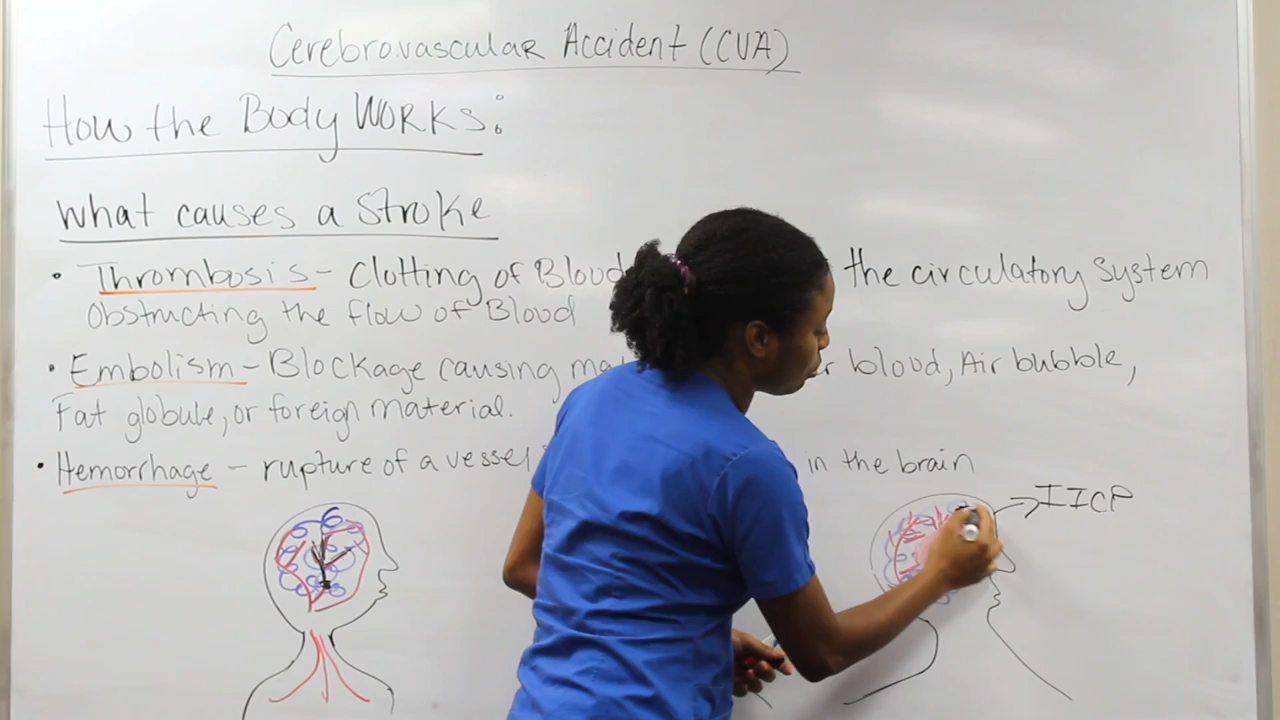 Cerebrovascular Accident (CVA)
How the Body Works:
What causes a Stroke
• Thrombosis - Clotting of Blood the circulatory System
Obstructing the flow of Blood
• Embolism - Blockage causing blood, Air bubble,
Fat globule, or foreign material.
• Hemorrhage - rupture of a vessel in the brain
IICP